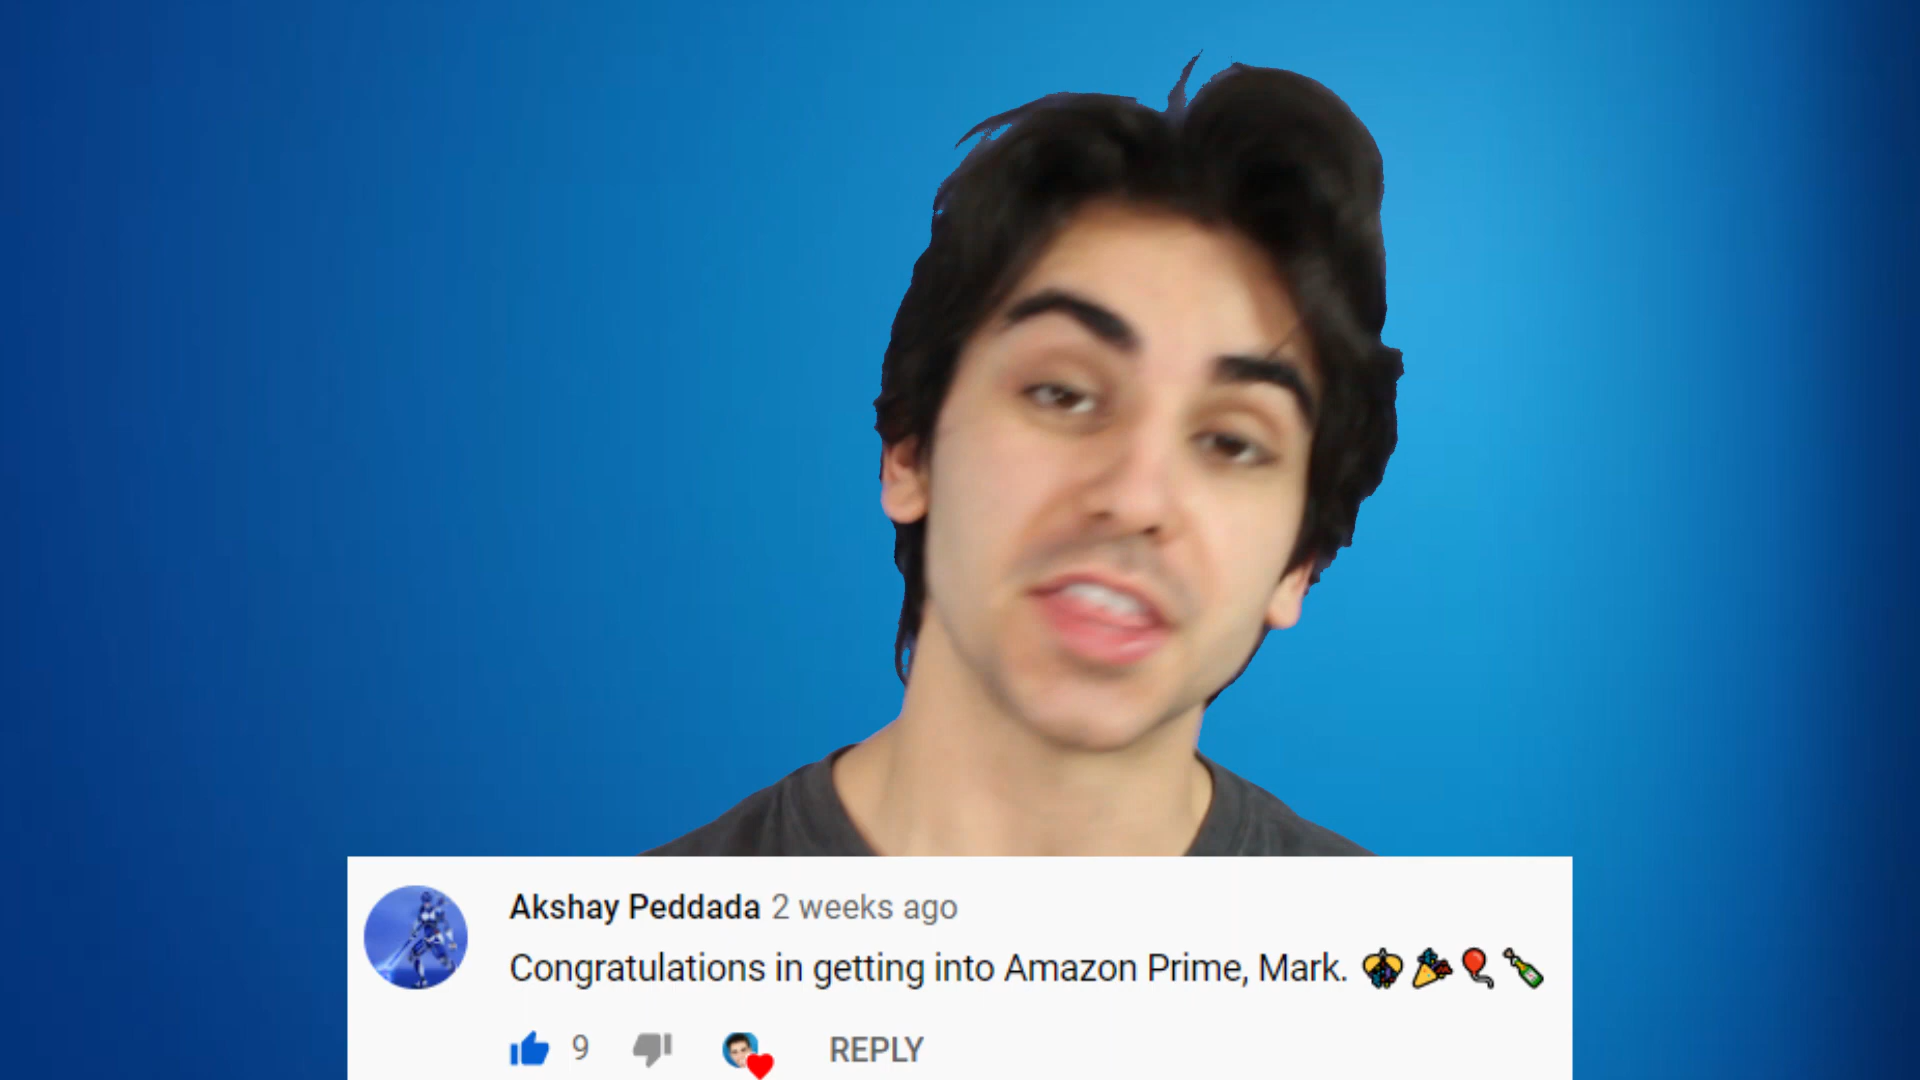 Akshay Peddada 2 weeks ago
Congratulations in getting into Amazon Prime, Mark. 🎊🎉🎈🍾
9 REPLY